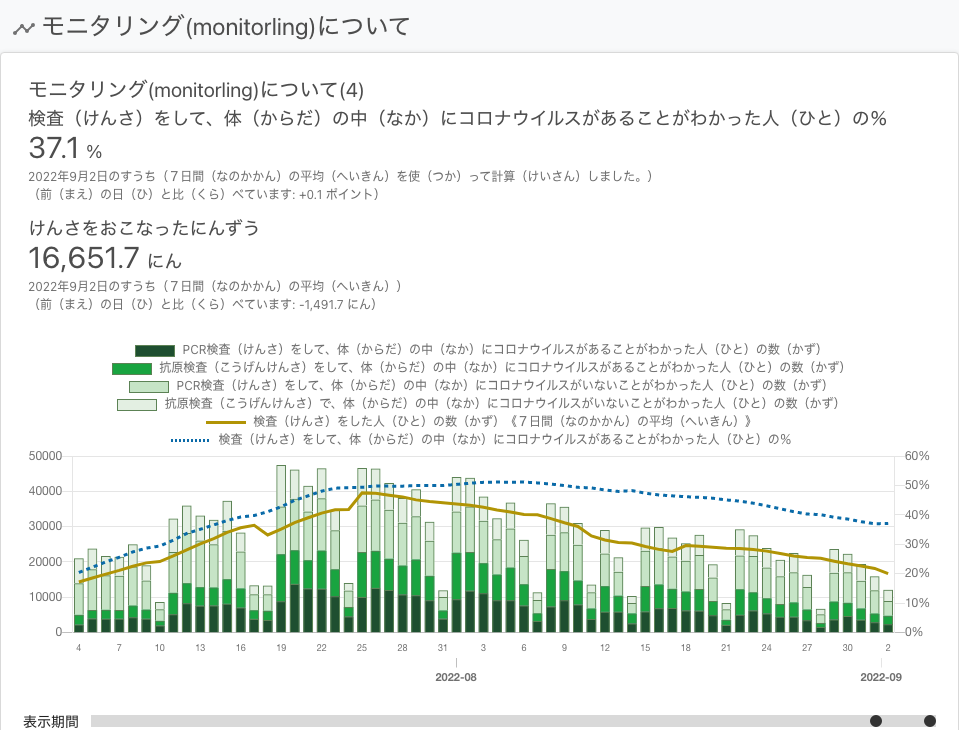 モニタリング(monitorling)について
モニタリング(monitorling)について(4)
検査（けんさ）をして、体（からだ）の中（なか）にコロナウイルスがあることがわかった人（ひと）の％
37.1 %
2022年9月2日のすうち（７日間（なのかかん）の平均（へいきん）を使（つか）って計算（けいさん）しました。）
（前（まえ）の日（ひ）と比（くら）べています: +0.1 ポイント）
けんさをおこなったにんずう
16,651.7 にん
2022年9月2日のすうち（７日間（なのかかん）の平均（へいきん））
（前（まえ）の日（ひ）と比（くら）べています: -1,491.7 にん）
PCR検査（けんさ）をして、体（からだ）の中（なか）にコロナウイルスがあることがわかった人（ひと）の数（かず）
抗原検査（こうげんけんさ）をして、体（からだ）の中（なか）にコロナウイルスがあることがわかった人（ひと）の数（かず）
PCR検査（けんさ）をして、体（からだ）の中（なか）にコロナウイルスがいないことがわかった人（ひと）の数（かず）
抗原検査（こうげんけんさ）で、体（からだ）の中（なか）にコロナウイルスがいないことがわかった人（ひと）の数（かず）
検査（けんさ）をした人（ひと）の数（かず）《７日間（なのかかん）の平均（へいきん）》
検査（けんさ）をして、体（からだ）の中（なか）にコロナウイルスがあることがわかった人（ひと）の％
50000 60%
40000 50%
30000 40%
20000 30%
10000 20%
0 10%
0%
4 7 10 13 16 19 22 25 28 31 3 6 9 12 15 18 21 24 27 30 2
2022-08 2022-09
表示期間